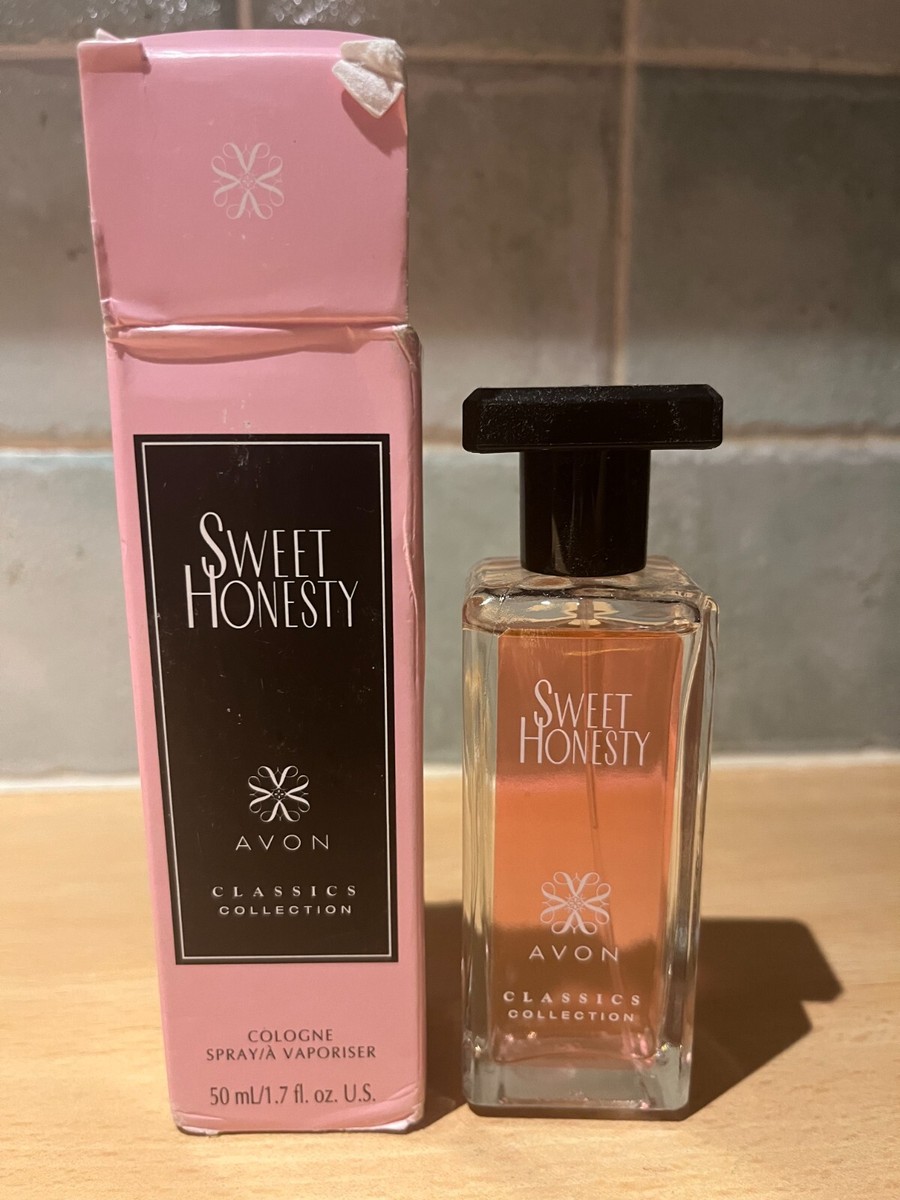 SWEET
HONESTY
AVON
CLASSICS
COLLECTION
COLOGNE
SPRAY/À VAPORISER
50 mL/1.7 fl. oz. U.S.
SWEET
HONESTY
AVON
CLASSICS
COLLECTION